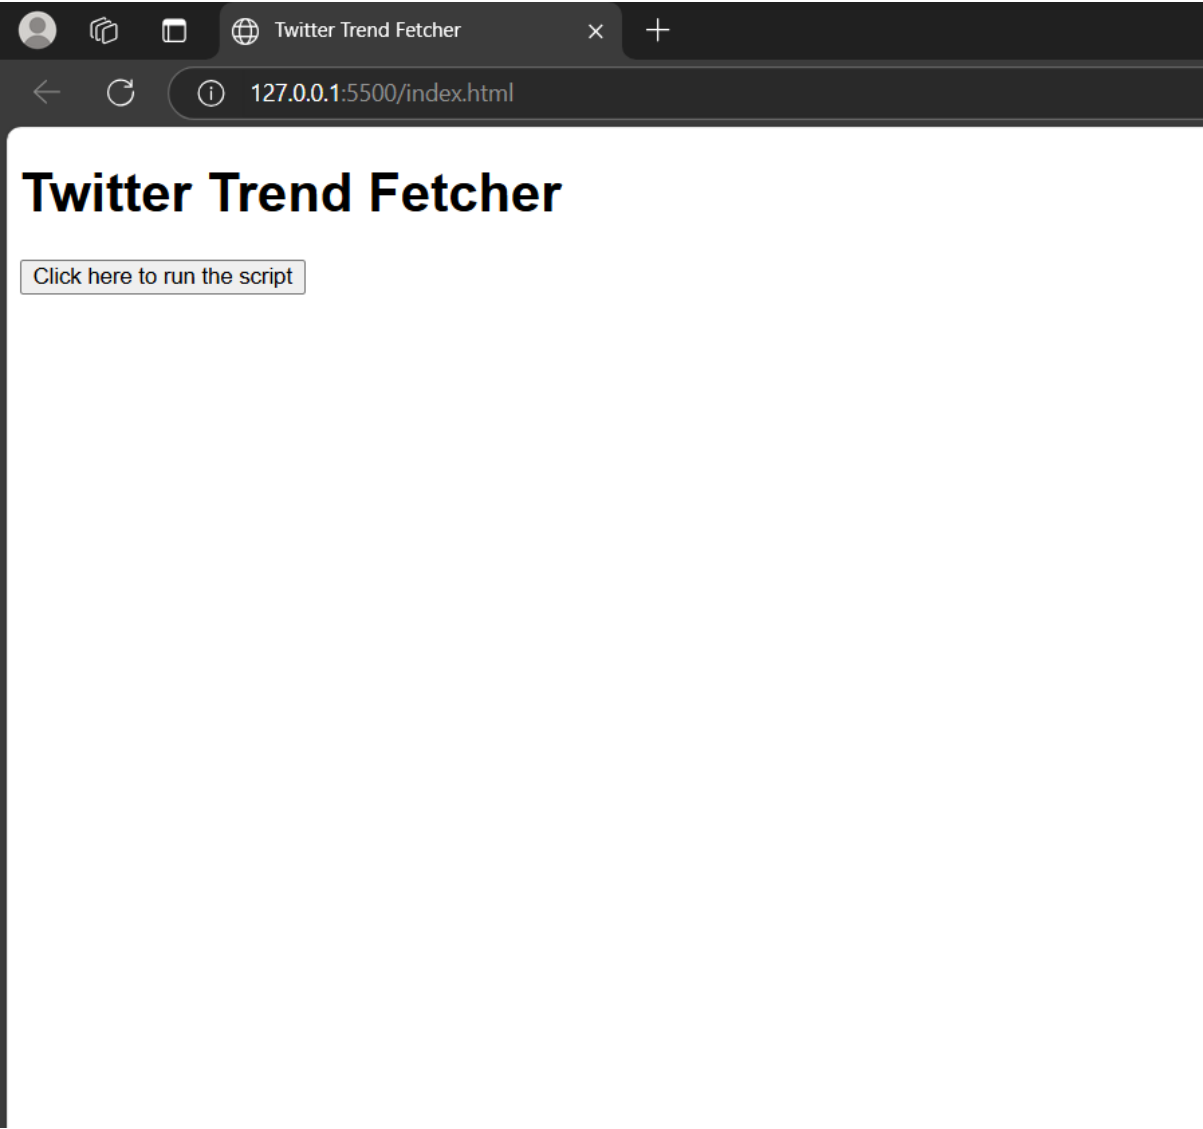 Twitter Trend Fetcher
127.0.0.1:5500/index.html
Twitter Trend Fetcher
Click here to run the script